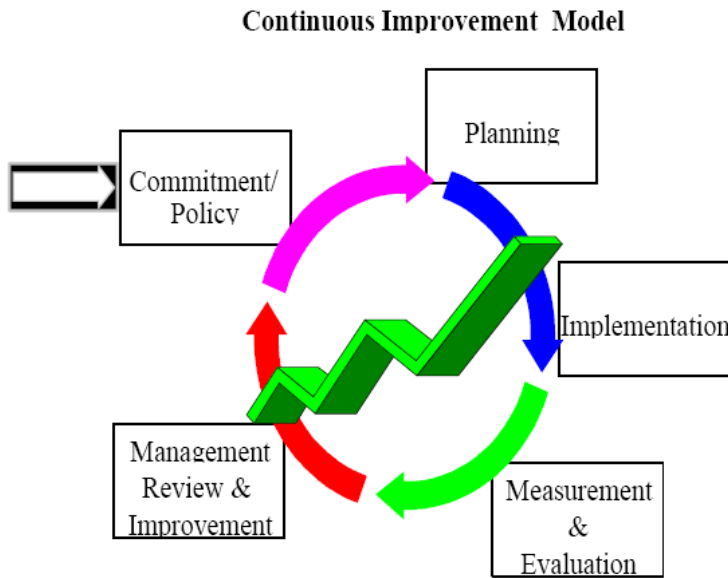 Continuous Improvement Model
Planning
Commitment/
Policy
Implementation
Management
Review &
Improvement
Measurement
&
Evaluation